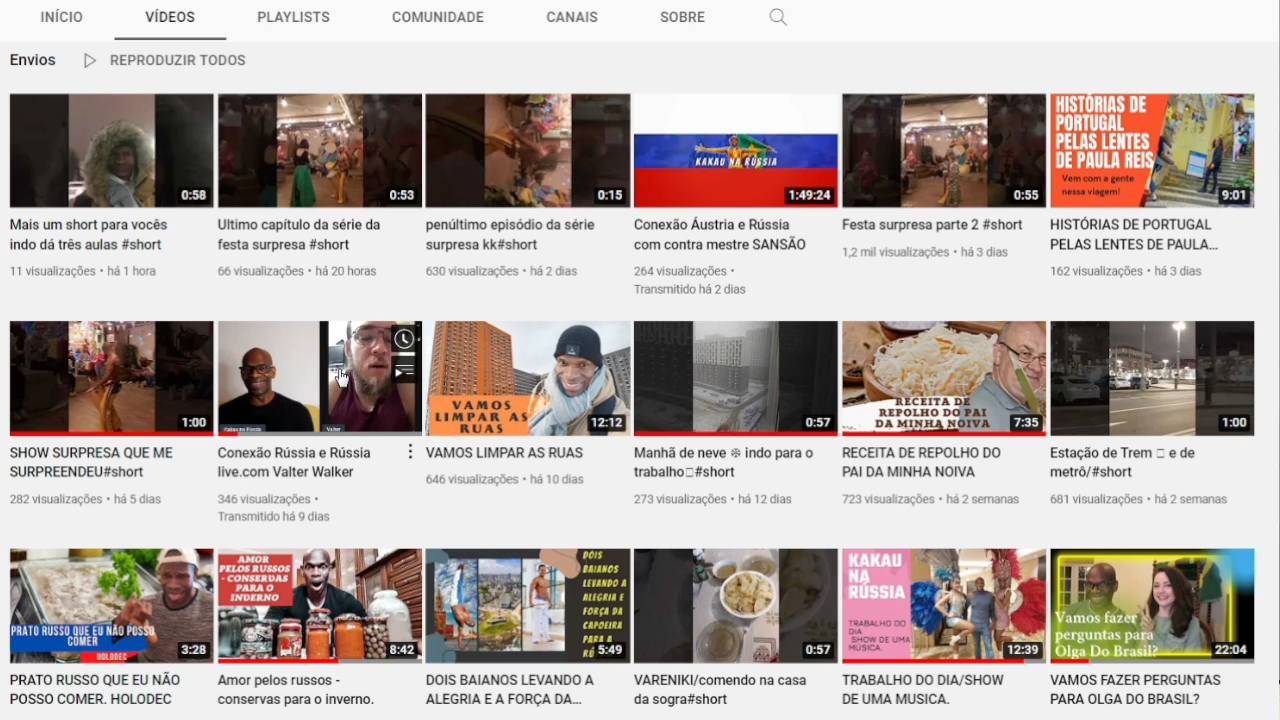 INÍCIO VÍDEOS PLAYLISTS COMUNIDADE CANAIS SOBRE
Envios REPRODUZIR TODOS
0:58
0:53
0:15
KAKAU NA RÚSSIA
1:49:24
0:55
HISTÓRIAS DE
PORTUGAL
PELAS LENTES
DE PAULA REIS
Vem com a gente
nessa viagem!
9:01
Mais um short para vocês
indo dá três aulas #short
11 visualizações • há 1 hora
Ultimo capítulo da série da
festa surpresa #short
66 visualizações • há 20 horas
penúltimo episódio da série
surpresa kk#short
630 visualizações • há 2 dias
Conexão Áustria e Rússia
com contra mestre SANSÃO
264 visualizações •
Transmitido há 2 dias
Festa surpresa parte 2 #short
1,2 mil visualizações • há 3 dias
HISTÓRIAS DE PORTUGAL
PELAS LENTES DE PAULA...
162 visualizações • há 3 dias
1:00
Kakau na Rússia
Valter
VAMOS
LIMPAR AS
RUAS
12:12
0:57
RECEITA DE
REPOLHO DO PAI
DA MINHA NOIVA
7:35
1:00
SHOW SURPRESA QUE ME
SURPREENDEU#short
282 visualizações • há 5 dias
Conexão Rússia e Rússia
live.com Valter Walker
346 visualizações •
Transmitido há 9 dias
VAMOS LIMPAR AS RUAS
646 visualizações • há 10 dias
Manhã de neve ❄ indo para o
trabalho□#short
273 visualizações • há 12 dias
RECEITA DE REPOLHO DO
PAI DA MINHA NOIVA
723 visualizações • há 2 semanas
Estação de Trem □ e de
metrô/#short
681 visualizações • há 2 semanas
PRATO RUSSO QUE EU NÃO POSSO
COMER
HOLODEC
3:28
AMOR
PELOS RUSSOS
- CONSERVAS
PARA O
INVERNO
8:42
DOIS
BAIANOS
LEVANDO A
ALEGRIA E
FORÇA DA
CAPOEIRA
PARA A
5:49
0:57
KAKAU
NA
RÚSSIA
TRABALHO DO
DIA
SHOW DE UMA
MÚSICA.
12:39
Vamos fazer
perguntas para
Olga Do Brasil?
22:04
PRATO RUSSO QUE EU NÃO
POSSO COMER. HOLODEC
Amor pelos russos -
conservas para o inverno.
DOIS BAIANOS LEVANDO A
ALEGRIA E A FORÇA DA...
VARENIKI/comendo na casa
da sogra#short
TRABALHO DO DIA/SHOW
DE UMA MUSICA.
VAMOS FAZER PERGUNTAS
PARA OLGA DO BRASIL?